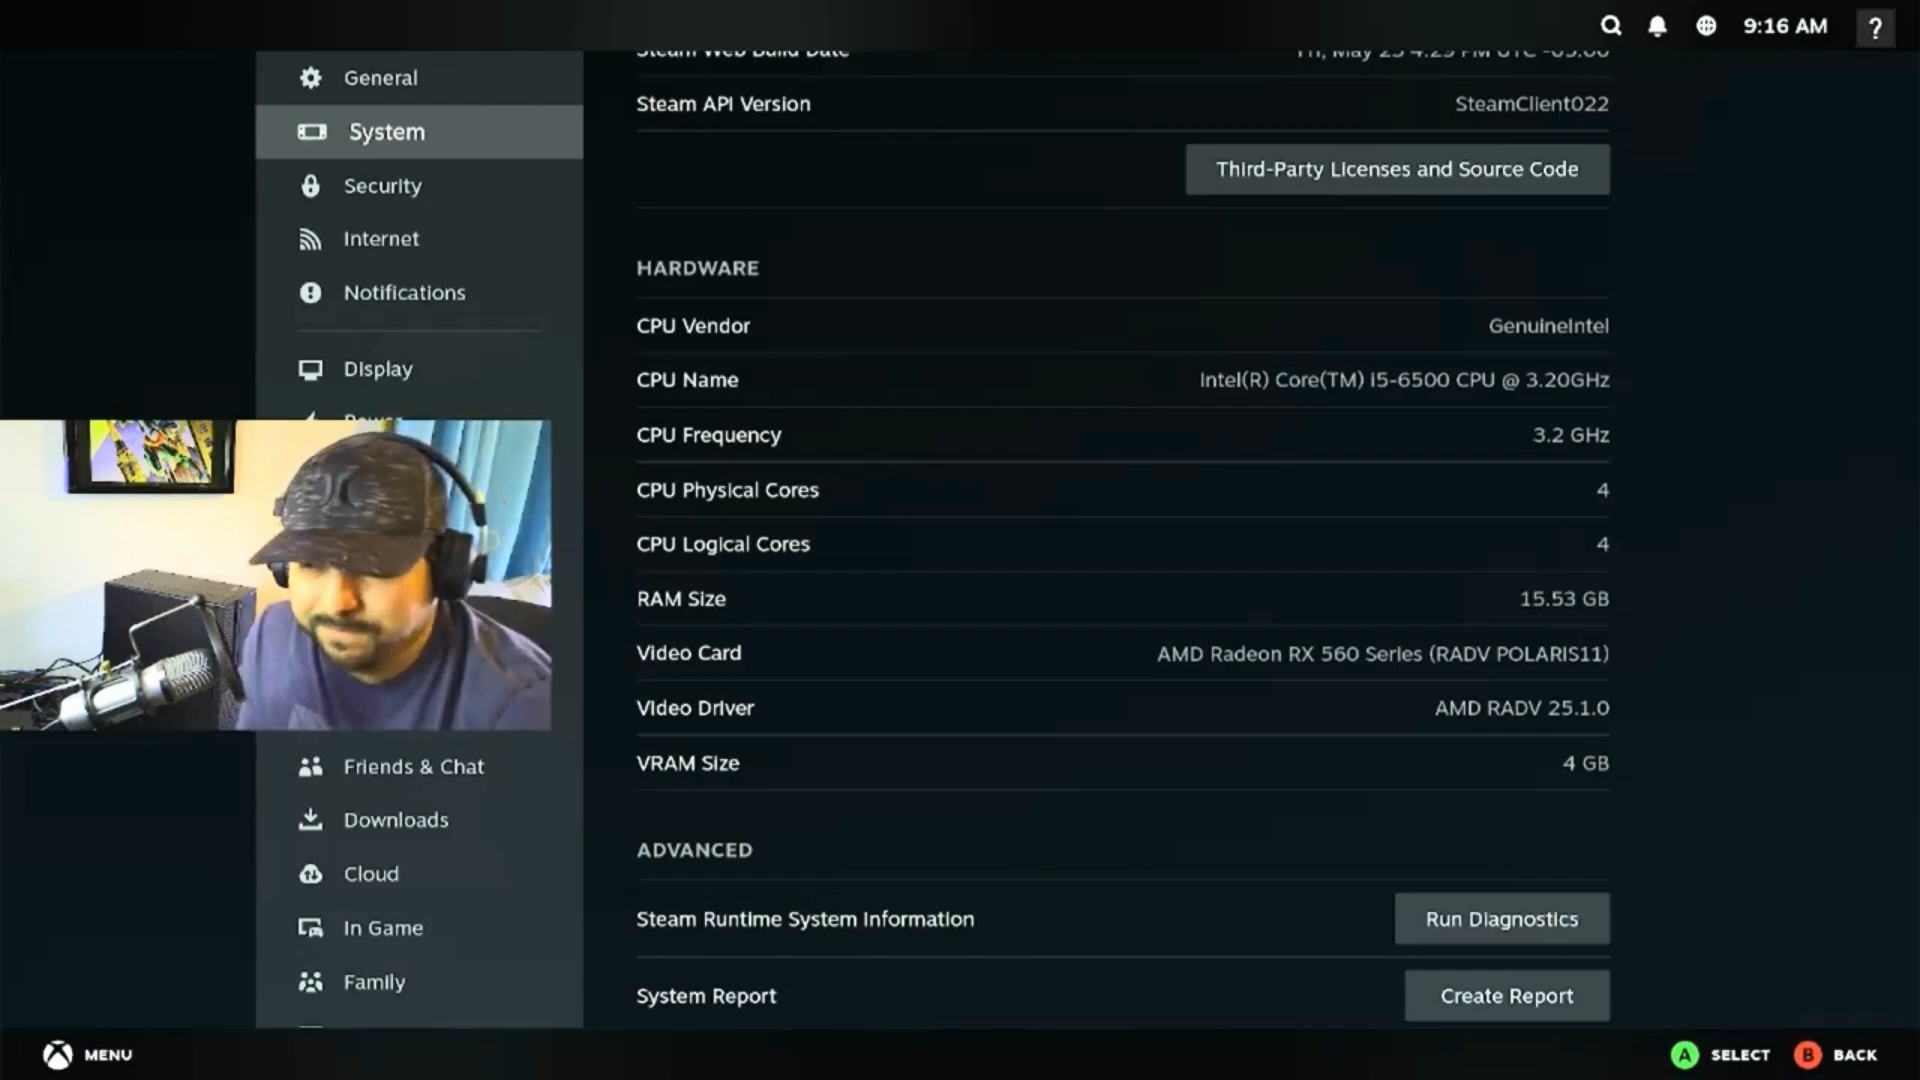 9:16 AM
?
General
System
Security
Internet
Notifications
Display
Friends & Chat
Downloads
Cloud
In Game
Family
Steam Web Build Date
Steam API Version SteamClient022
Third-Party Licenses and Source Code
HARDWARE
CPU Vendor GenuineIntel
CPU Name Intel(R) Core(TM) i5-6500 CPU @ 3.20GHz
CPU Frequency 3.2 GHz
CPU Physical Cores 4
CPU Logical Cores 4
RAM Size 15.53 GB
Video Card AMD Radeon RX 560 Series (RADV POLARIS11)
Video Driver AMD RADV 25.1.0
VRAM Size 4 GB
ADVANCED
Steam Runtime System Information Run Diagnostics
System Report Create Report
MENU
A SELECT B BACK